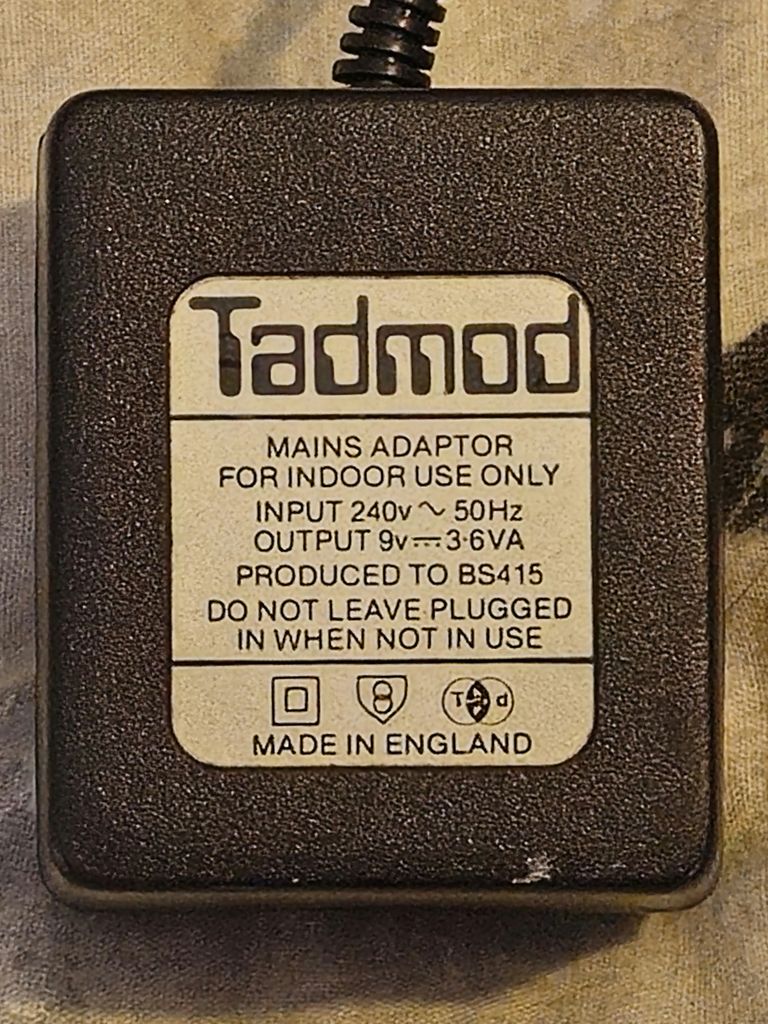 Tadmod
MAINS ADAPTOR
FOR INDOOR USE ONLY
INPUT 240v ~ 50Hz
OUTPUT 9v ⎓ 3·6VA
PRODUCED TO BS415
DO NOT LEAVE PLUGGED
IN WHEN NOT IN USE
MADE IN ENGLAND